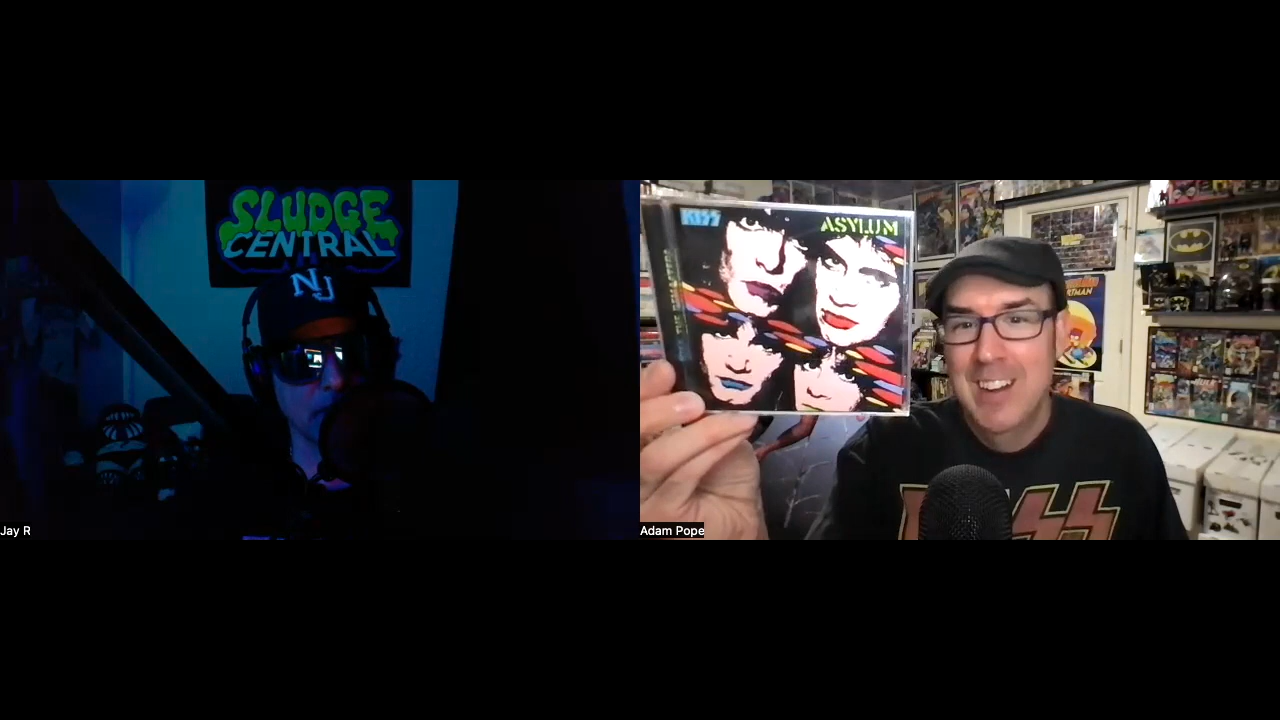 SLUDGE
CENTRAL
NJ
Jay R
KISS
ASYLUM
KISS
Adam Pope